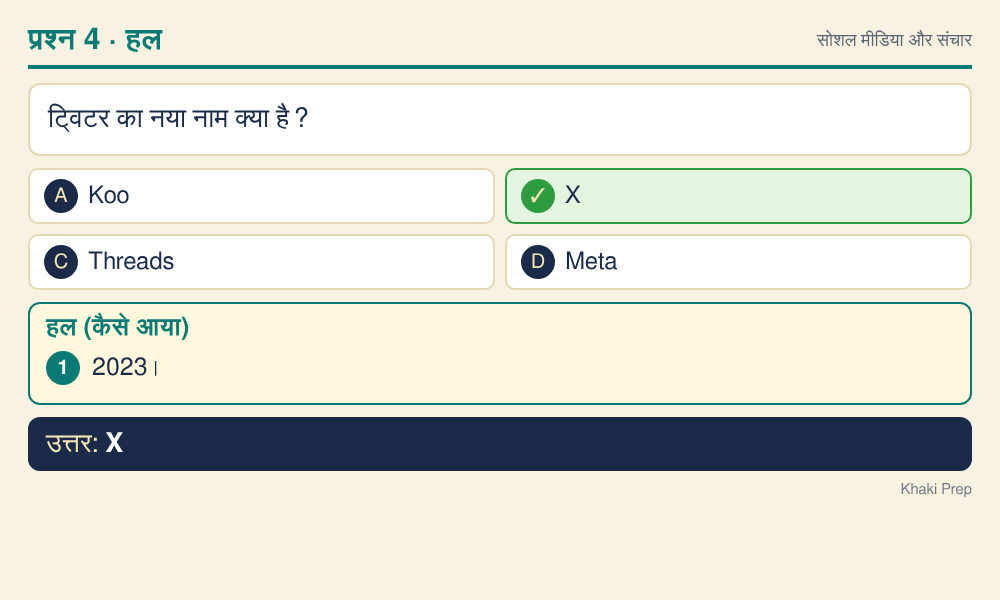 प्रश्न 4 · हल
सोशल मीडिया और संचार
ट्विटर का नया नाम क्या है ?
A Koo
✓ X
C Threads
D Meta
हल (कैसे आया)
1 2023।
उत्तर: X
Khaki Prep